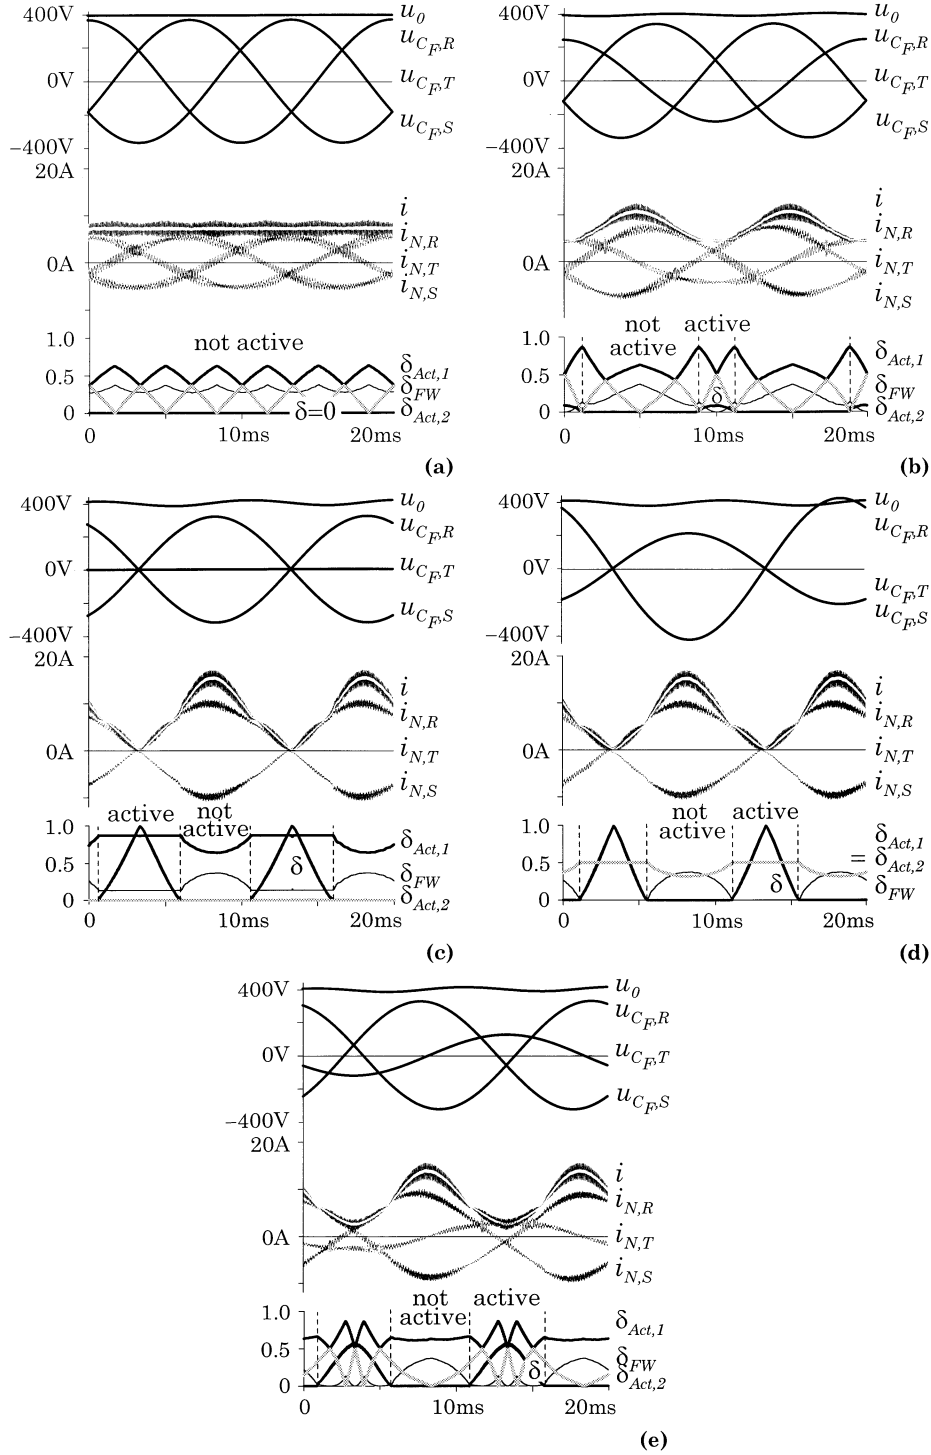 400V
0V
−400V
20A
0A
u0
uCF,R
uCF,T
uCF,S
i
iN,R
iN,T
iN,S
1.0
0.5
0
not active
δ=0
δAct,1
δFW
δAct,2
0 10ms 20ms
(a)
400V
0V
−400V
20A
0A
u0
uCF,R
uCF,T
uCF,S
i
iN,R
iN,T
iN,S
1.0
0.5
0
not active
active
δ
δAct,1
δFW
δAct,2
0 10ms 20ms
(b)
400V
0V
−400V
20A
0A
u0
uCF,R
uCF,T
uCF,S
i
iN,R
iN,T
iN,S
1.0
0.5
0
active
not
active
δ
δAct,1
δFW
δAct,2
0 10ms 20ms
(c)
400V
0V
−400V
20A
0A
u0
uCF,R
uCF,T
uCF,S
i
iN,R
iN,T
iN,S
1.0
0.5
0
not
active
active
δ
δAct,1
= δAct,2
δFW
0 10ms 20ms
(d)
400V
0V
−400V
20A
0A
u0
uCF,R
uCF,T
uCF,S
i
iN,R
iN,T
iN,S
1.0
0.5
0
not
active
active
δ
δAct,1
δFW
δAct,2
0 10ms 20ms
(e)